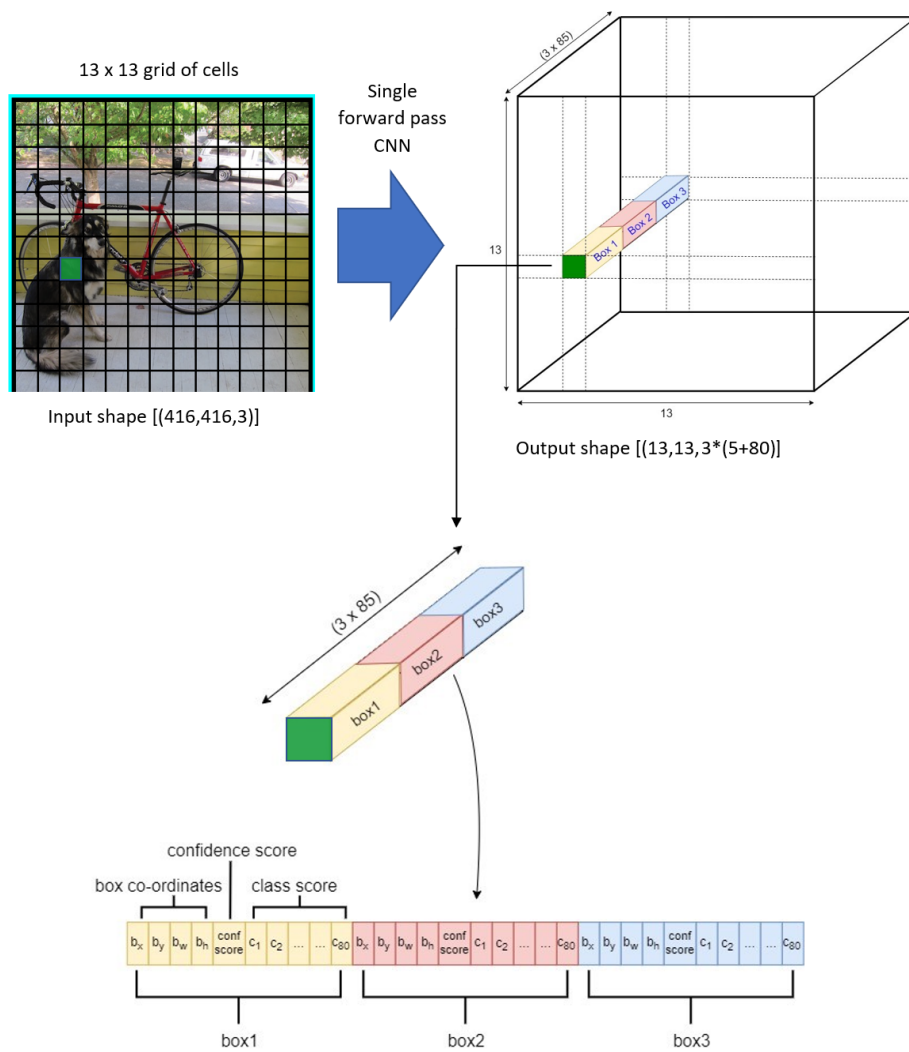 13 x 13 grid of cells
Single
forward pass
CNN
Input shape [(416,416,3)]
(3 x 85)
Box 1
Box 2
Box 3
13
13
Output shape [(13,13,3*(5+80)]
(3 x 85)
box1
box2
box3
confidence score
box co-ordinates
class score
bx by bw bh conf score c1 c2 ... ... c80 bx by bw bh conf score c1 c2 ... ... c80 bx by bw bh conf score c1 c2 ... ... c80
box1
box2
box3